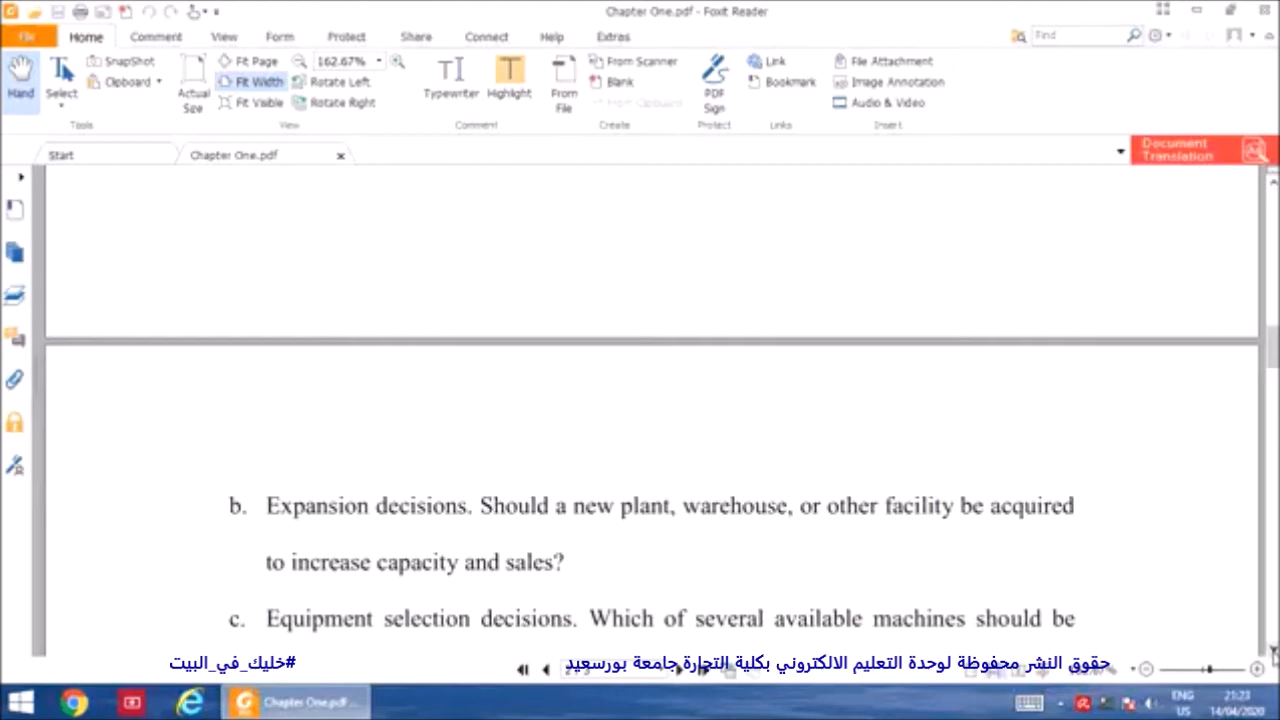 Chapter One.pdf - Foxit Reader
File Home Comment View Form Protect Share Connect Help Extras
Find
Hand
Select
SnapShot
Clipboard
Tools
Actual Size
Fit Page
Fit Width
Fit Visible
162.67%
Rotate Left
Rotate Right
View
Typewriter
Highlight
Comment
From File
From Scanner
Blank
From Clipboard
Create
PDF Sign
Protect
Link
Bookmark
Links
File Attachment
Image Annotation
Audio & Video
Insert
Start
Chapter One.pdf
Document Translation
b. Expansion decisions. Should a new plant, warehouse, or other facility be acquired
to increase capacity and sales?
c. Equipment selection decisions. Which of several available machines should be
#خليك_في_البيت
حقوق النشر محفوظة لوحدة التعليم الالكتروني بكلية التجارة جامعة بورسعيد
Chapter One.pdf ...
ENG
US
21:23
14/04/2020